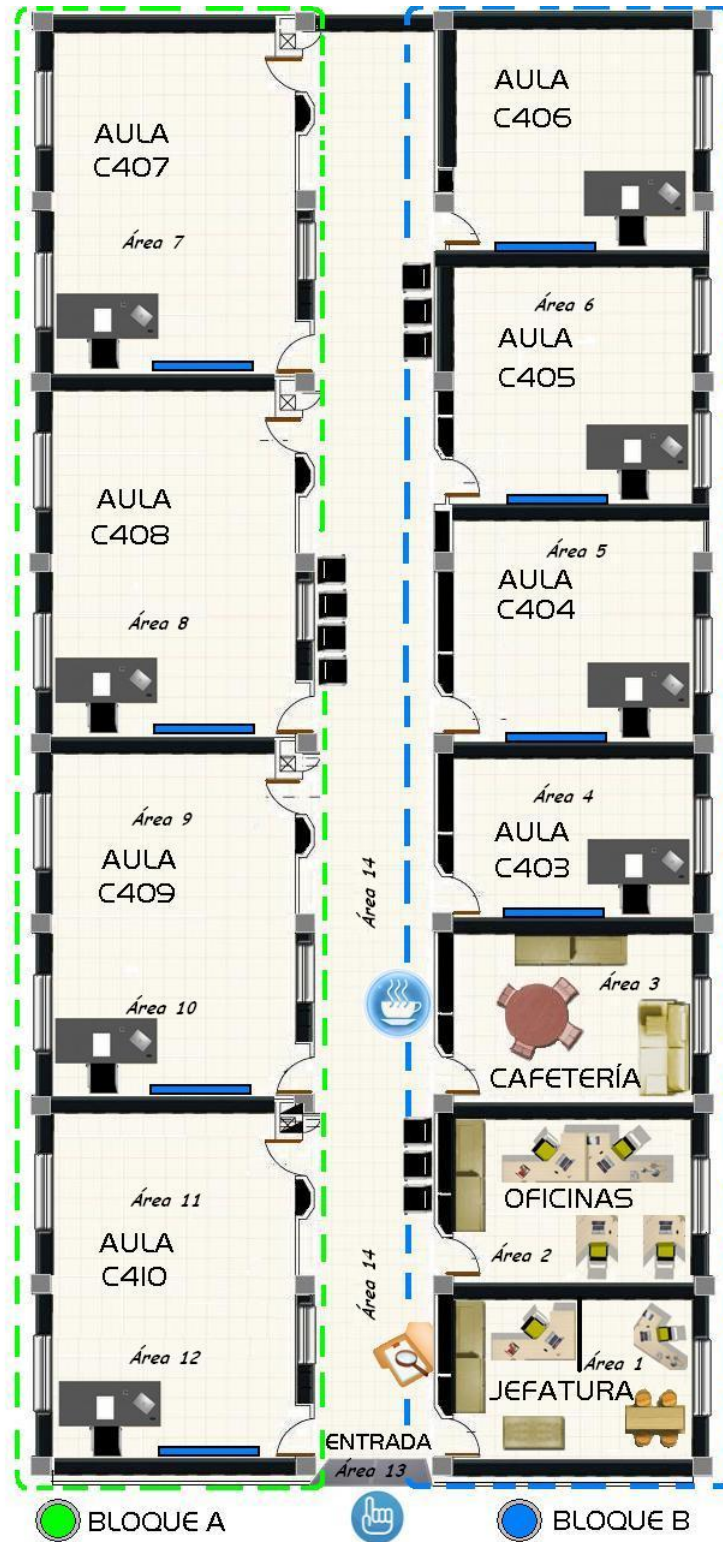 AULA
C407
Área 7
AULA
C406
Área 6
AULA
C405
AULA
C408
Área 8
Área 5
AULA
C404
Área 9
AULA
C409
Área 10
Área 14
Área 4
AULA
C403
Área 3
CAFETERÍA
Área 11
AULA
C410
Área 12
OFICINAS
Área 2
Área 14
Área 1
JEFATURA
ENTRADA
Área 13
BLOQUE A
BLOQUE B